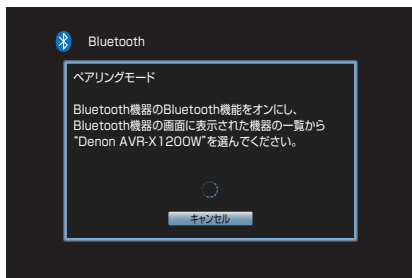 Bluetooth
ペアリングモード
Bluetooth機器のBluetooth機能をオンにし、
Bluetooth機器の画面に表示された機器の一覧から
“Denon AVR-X1200W”を選んでください。
キャンセル